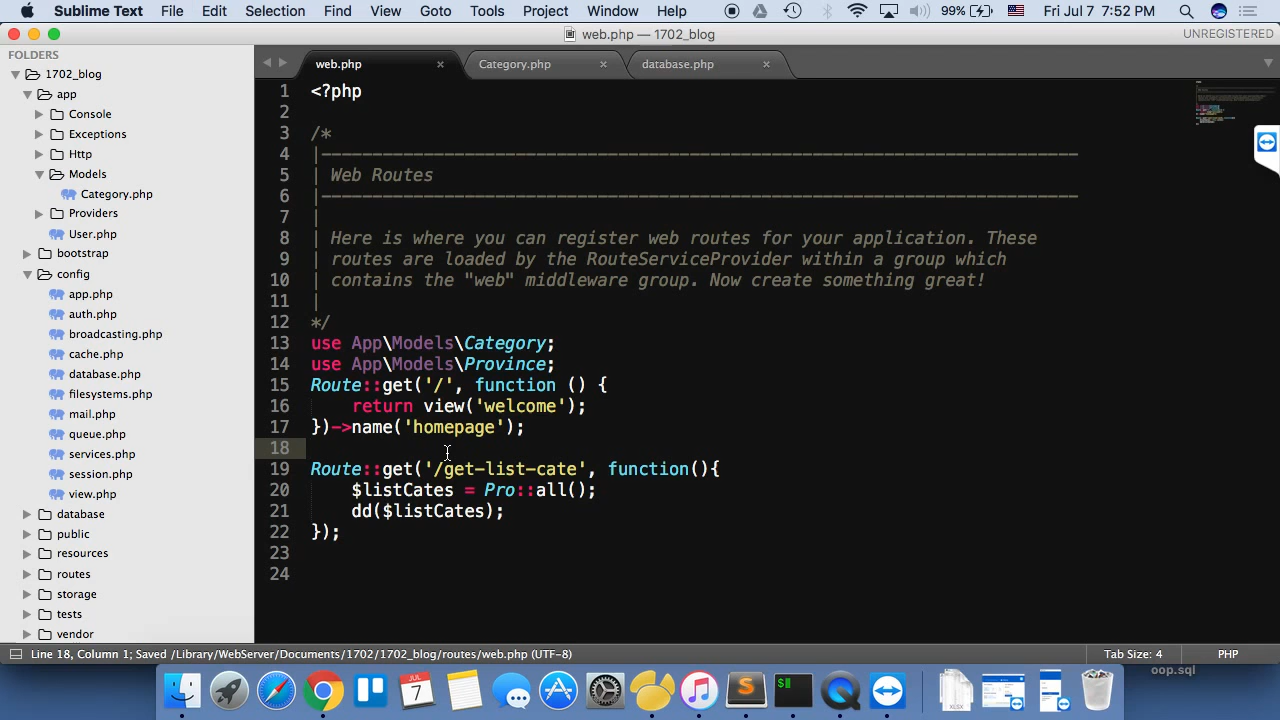 Sublime Text File Edit Selection Find View Goto Tools Project Window Help 99% Fri Jul 7 7:52 PM
web.php — 1702_blog UNREGISTERED
FOLDERS
1702_blog
app
Console
Exceptions
Http
Models
Category.php
Providers
User.php
bootstrap
config
app.php
auth.php
broadcasting.php
cache.php
database.php
filesystems.php
mail.php
queue.php
services.php
session.php
view.php
database
public
resources
routes
storage
tests
vendor
web.php Category.php database.php
1 <?php
2
3 /*
4 |--------------------------------------------------------------------------
5 | Web Routes
6 |--------------------------------------------------------------------------
7 |
8 | Here is where you can register web routes for your application. These
9 | routes are loaded by the RouteServiceProvider within a group which
10 | contains the "web" middleware group. Now create something great!
11 |
12 */
13 use App\Models\Category;
14 use App\Models\Province;
15 Route::get('/', function () {
16 return view('welcome');
17 })->name('homepage');
18
19 Route::get('/get-list-cate', function(){
20 $listCates = Pro::all();
21 dd($listCates);
22 });
23
24
Line 18, Column 1; Saved /Library/WebServer/Documents/1702/1702_blog/routes/web.php (UTF-8) Tab Size: 4 PHP
oop.sql
JUL
7
XLSX